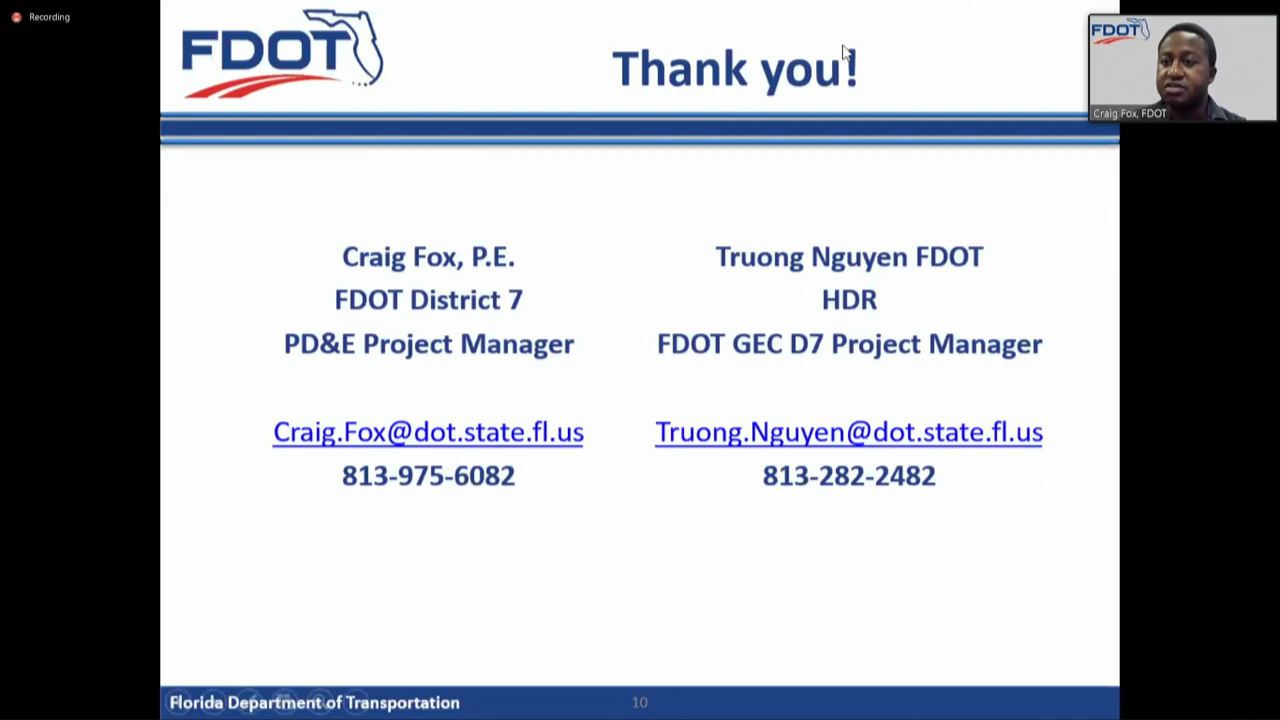 Recording
FDOT
Thank you!
FDOT
Craig Fox, FDOT
Craig Fox, P.E.
FDOT District 7
PD&E Project Manager
Craig.Fox@dot.state.fl.us
813-975-6082
Truong Nguyen FDOT
HDR
FDOT GEC D7 Project Manager
Truong.Nguyen@dot.state.fl.us
813-282-2482
Florida Department of Transportation
10